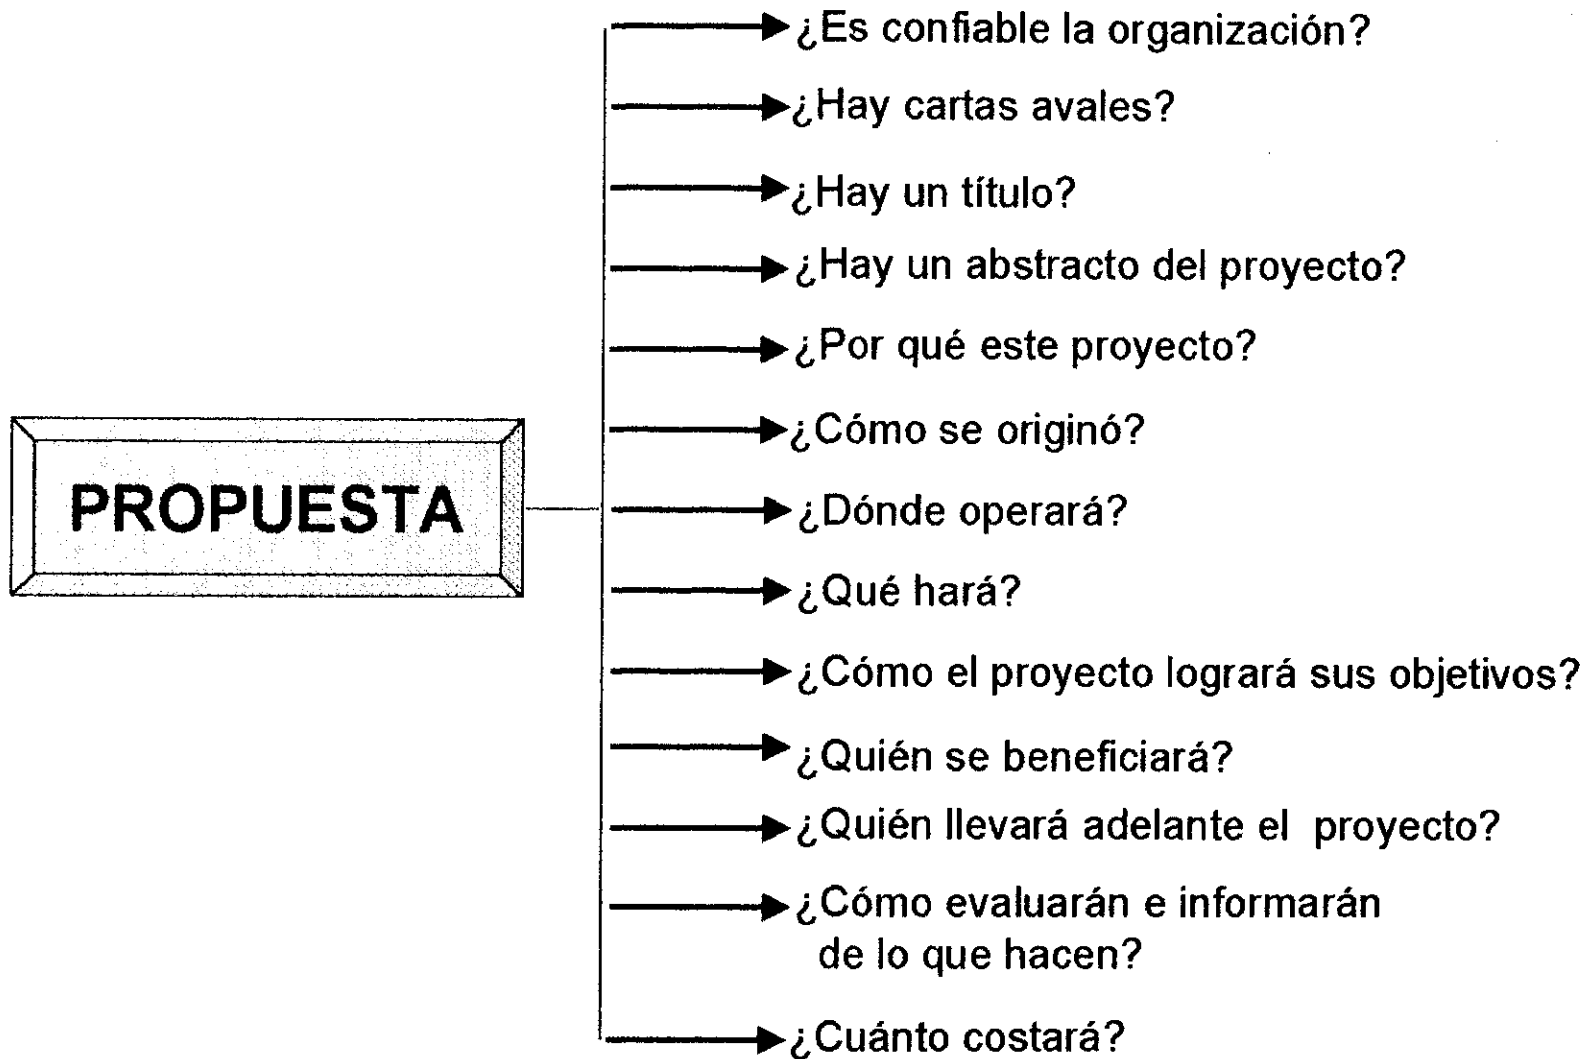 ¿Es confiable la organización?
¿Hay cartas avales?
¿Hay un título?
¿Hay un abstracto del proyecto?
¿Por qué este proyecto?
¿Cómo se originó?
PROPUESTA
¿Dónde operará?
¿Qué hará?
¿Cómo el proyecto logrará sus objetivos?
¿Quién se beneficiará?
¿Quién llevará adelante el proyecto?
¿Cómo evaluarán e informarán
de lo que hacen?
¿Cuánto costará?